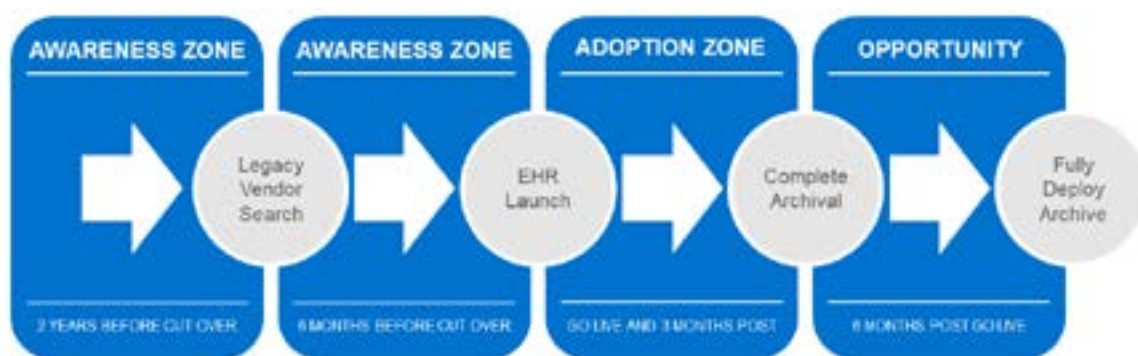 AWARENESS ZONE
AWARENESS ZONE
ADOPTION ZONE
OPPORTUNITY
Legacy
Vendor
Search
EHR
Launch
Complete
Archival
Fully
Deploy
Archive
2 YEARS BEFORE CUT OVER
6 MONTHS BEFORE CUT OVER
GO LIVE AND 3 MONTHS POST
6 MONTHS POST GO LIVE